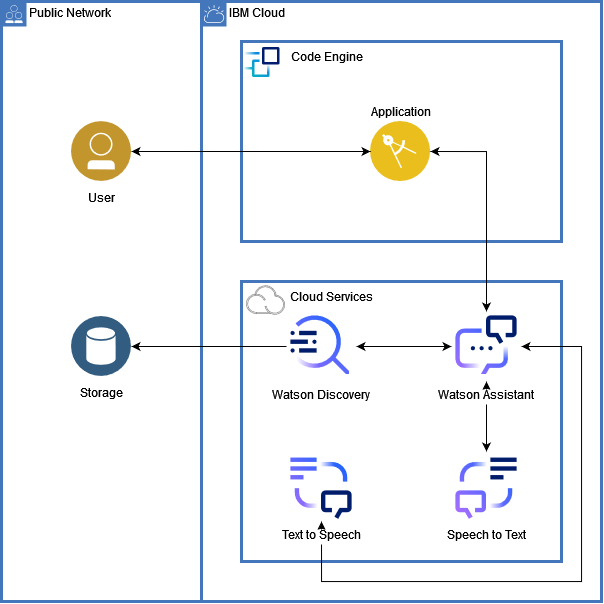 Public Network
IBM Cloud
Code Engine
Application
User
Cloud Services
Storage
Watson Discovery
Watson Assistant
Text to Speech
Speech to Text